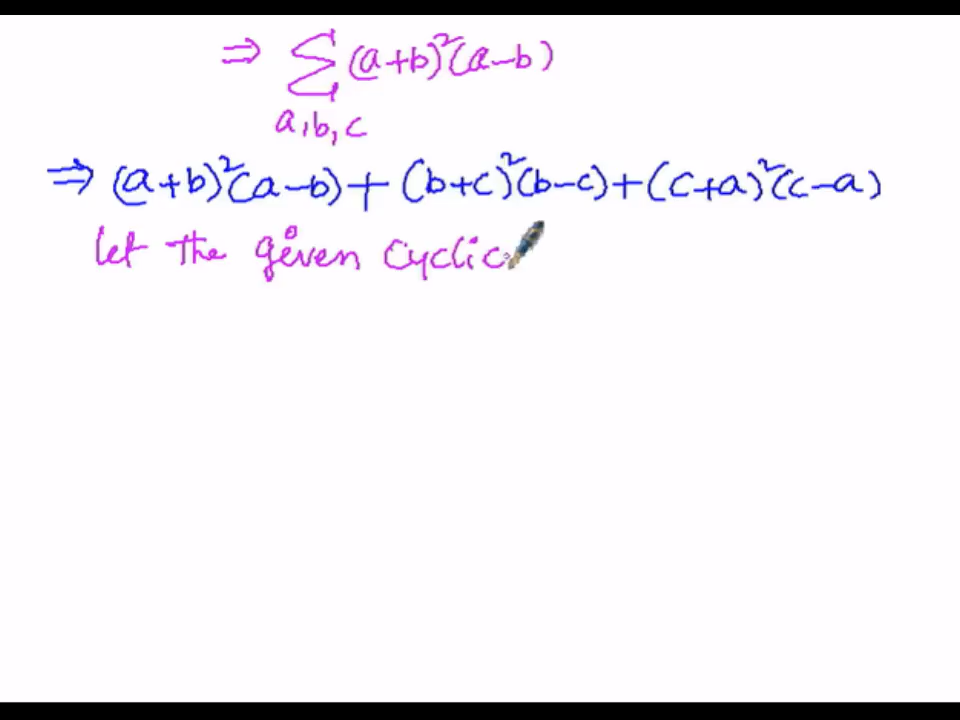 ⇒ ∑ (a+b)²(a−b)
a,b,c
⇒ (a+b)²(a−b)+(b+c)²(b−c)+(c+a)²(c−a)
let the given cyclic